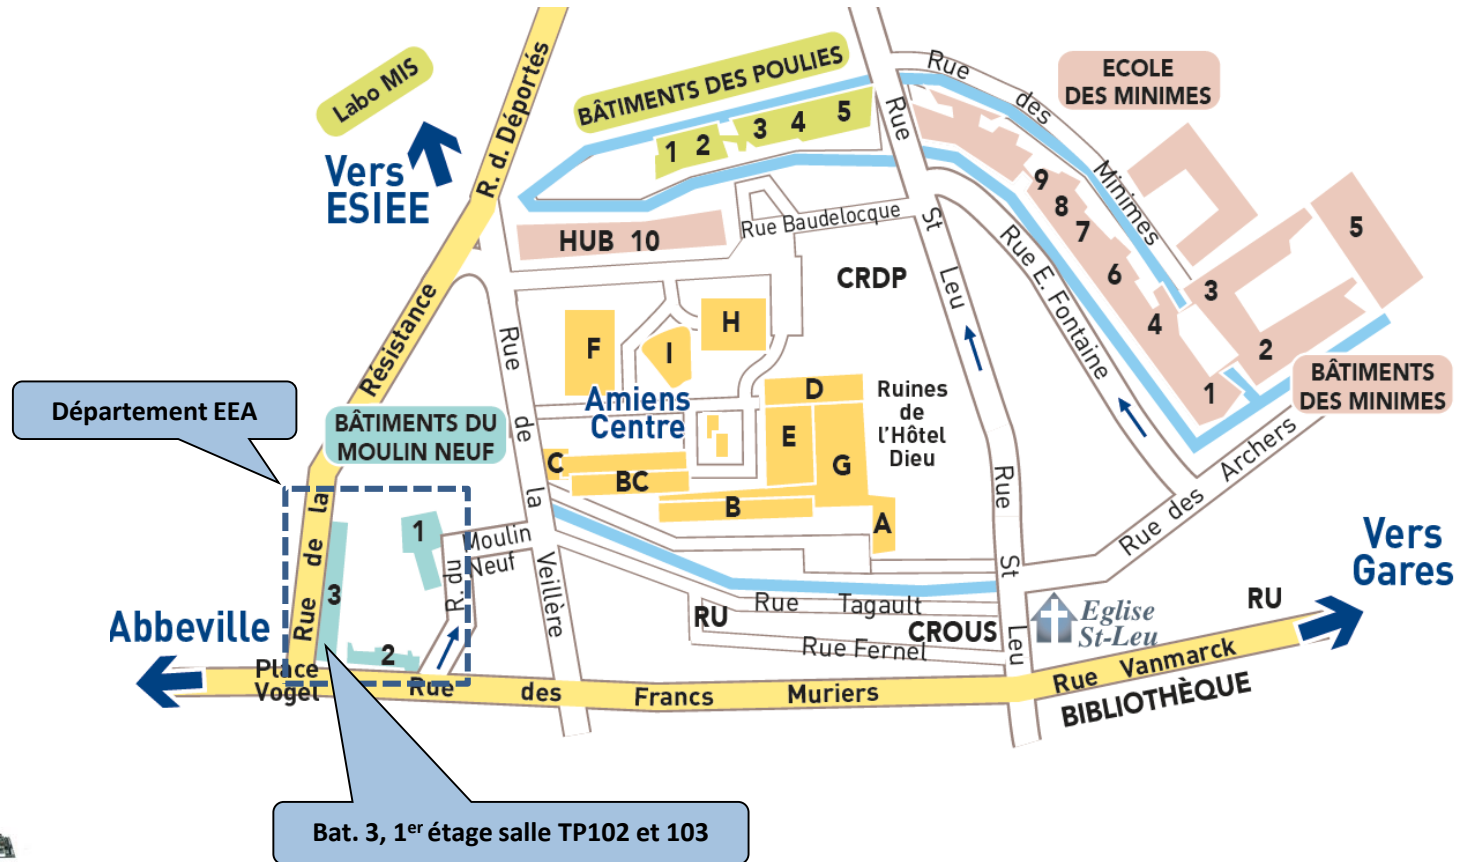 Labo MIS
R. d. Déportés
BÂTIMENTS DES POULIES
1
2
3
4
5
Rue
St
Leu
Rue
St
Leu
Rue
des
Minimes
ECOLE
DES MINIMES
Vers
ESIEE
HUB 10
Rue Baudelocque
CRDP
9
8
7
6
4
1
3
2
5
Rue E. Fontaine
BÂTIMENTS
DES MINIMES
Résistance
de la
Rue
Département EEA
BÂTIMENTS DU
MOULIN NEUF
Rue
de
la
Veillère
F
I
H
Amiens
Centre
D
E
G
C
BC
B
A
Ruines
de
l'Hôtel
Dieu
Rue des Archers
1
3
2
R. du
Moulin
Neuf
Abbeville
Place
Vogel
Rue des Francs Muriers
Rue Tagault
RU
CROUS
Rue Fernel
Eglise
St-Leu
Vers
Gares
RU
Rue Vanmarck
BIBLIOTHÈQUE
Bat. 3, 1er étage salle TP102 et 103